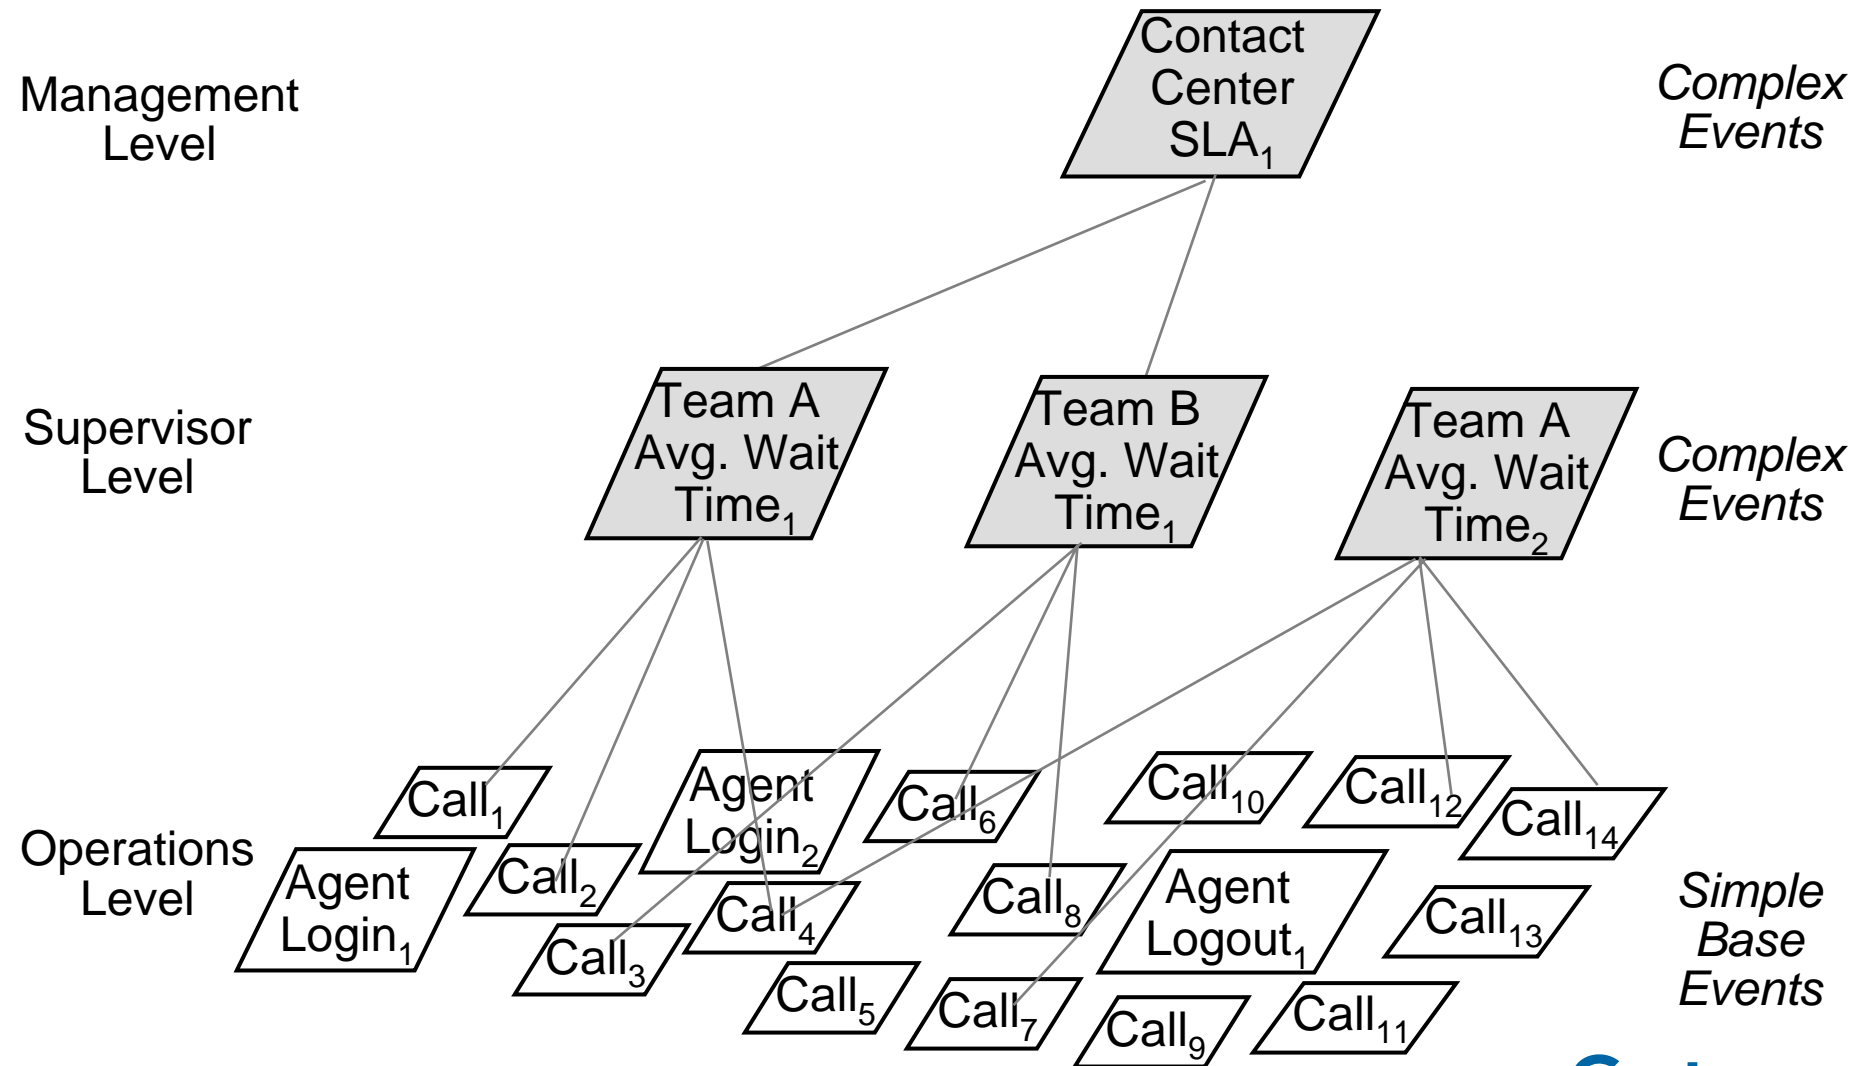 Management
Level
Contact
Center
SLA₁
Complex
Events
Supervisor
Level
Team A
Avg. Wait
Time₁
Team B
Avg. Wait
Time₁
Team A
Avg. Wait
Time₂
Complex
Events
Operations
Level
Call₁
Agent
Login₁
Call₂
Agent
Login₂
Call₃
Call₄
Call₅
Call₆
Call₇
Call₈
Call₉
Call₁₀
Agent
Logout₁
Call₁₁
Call₁₂
Call₁₃
Call₁₄
Simple
Base
Events